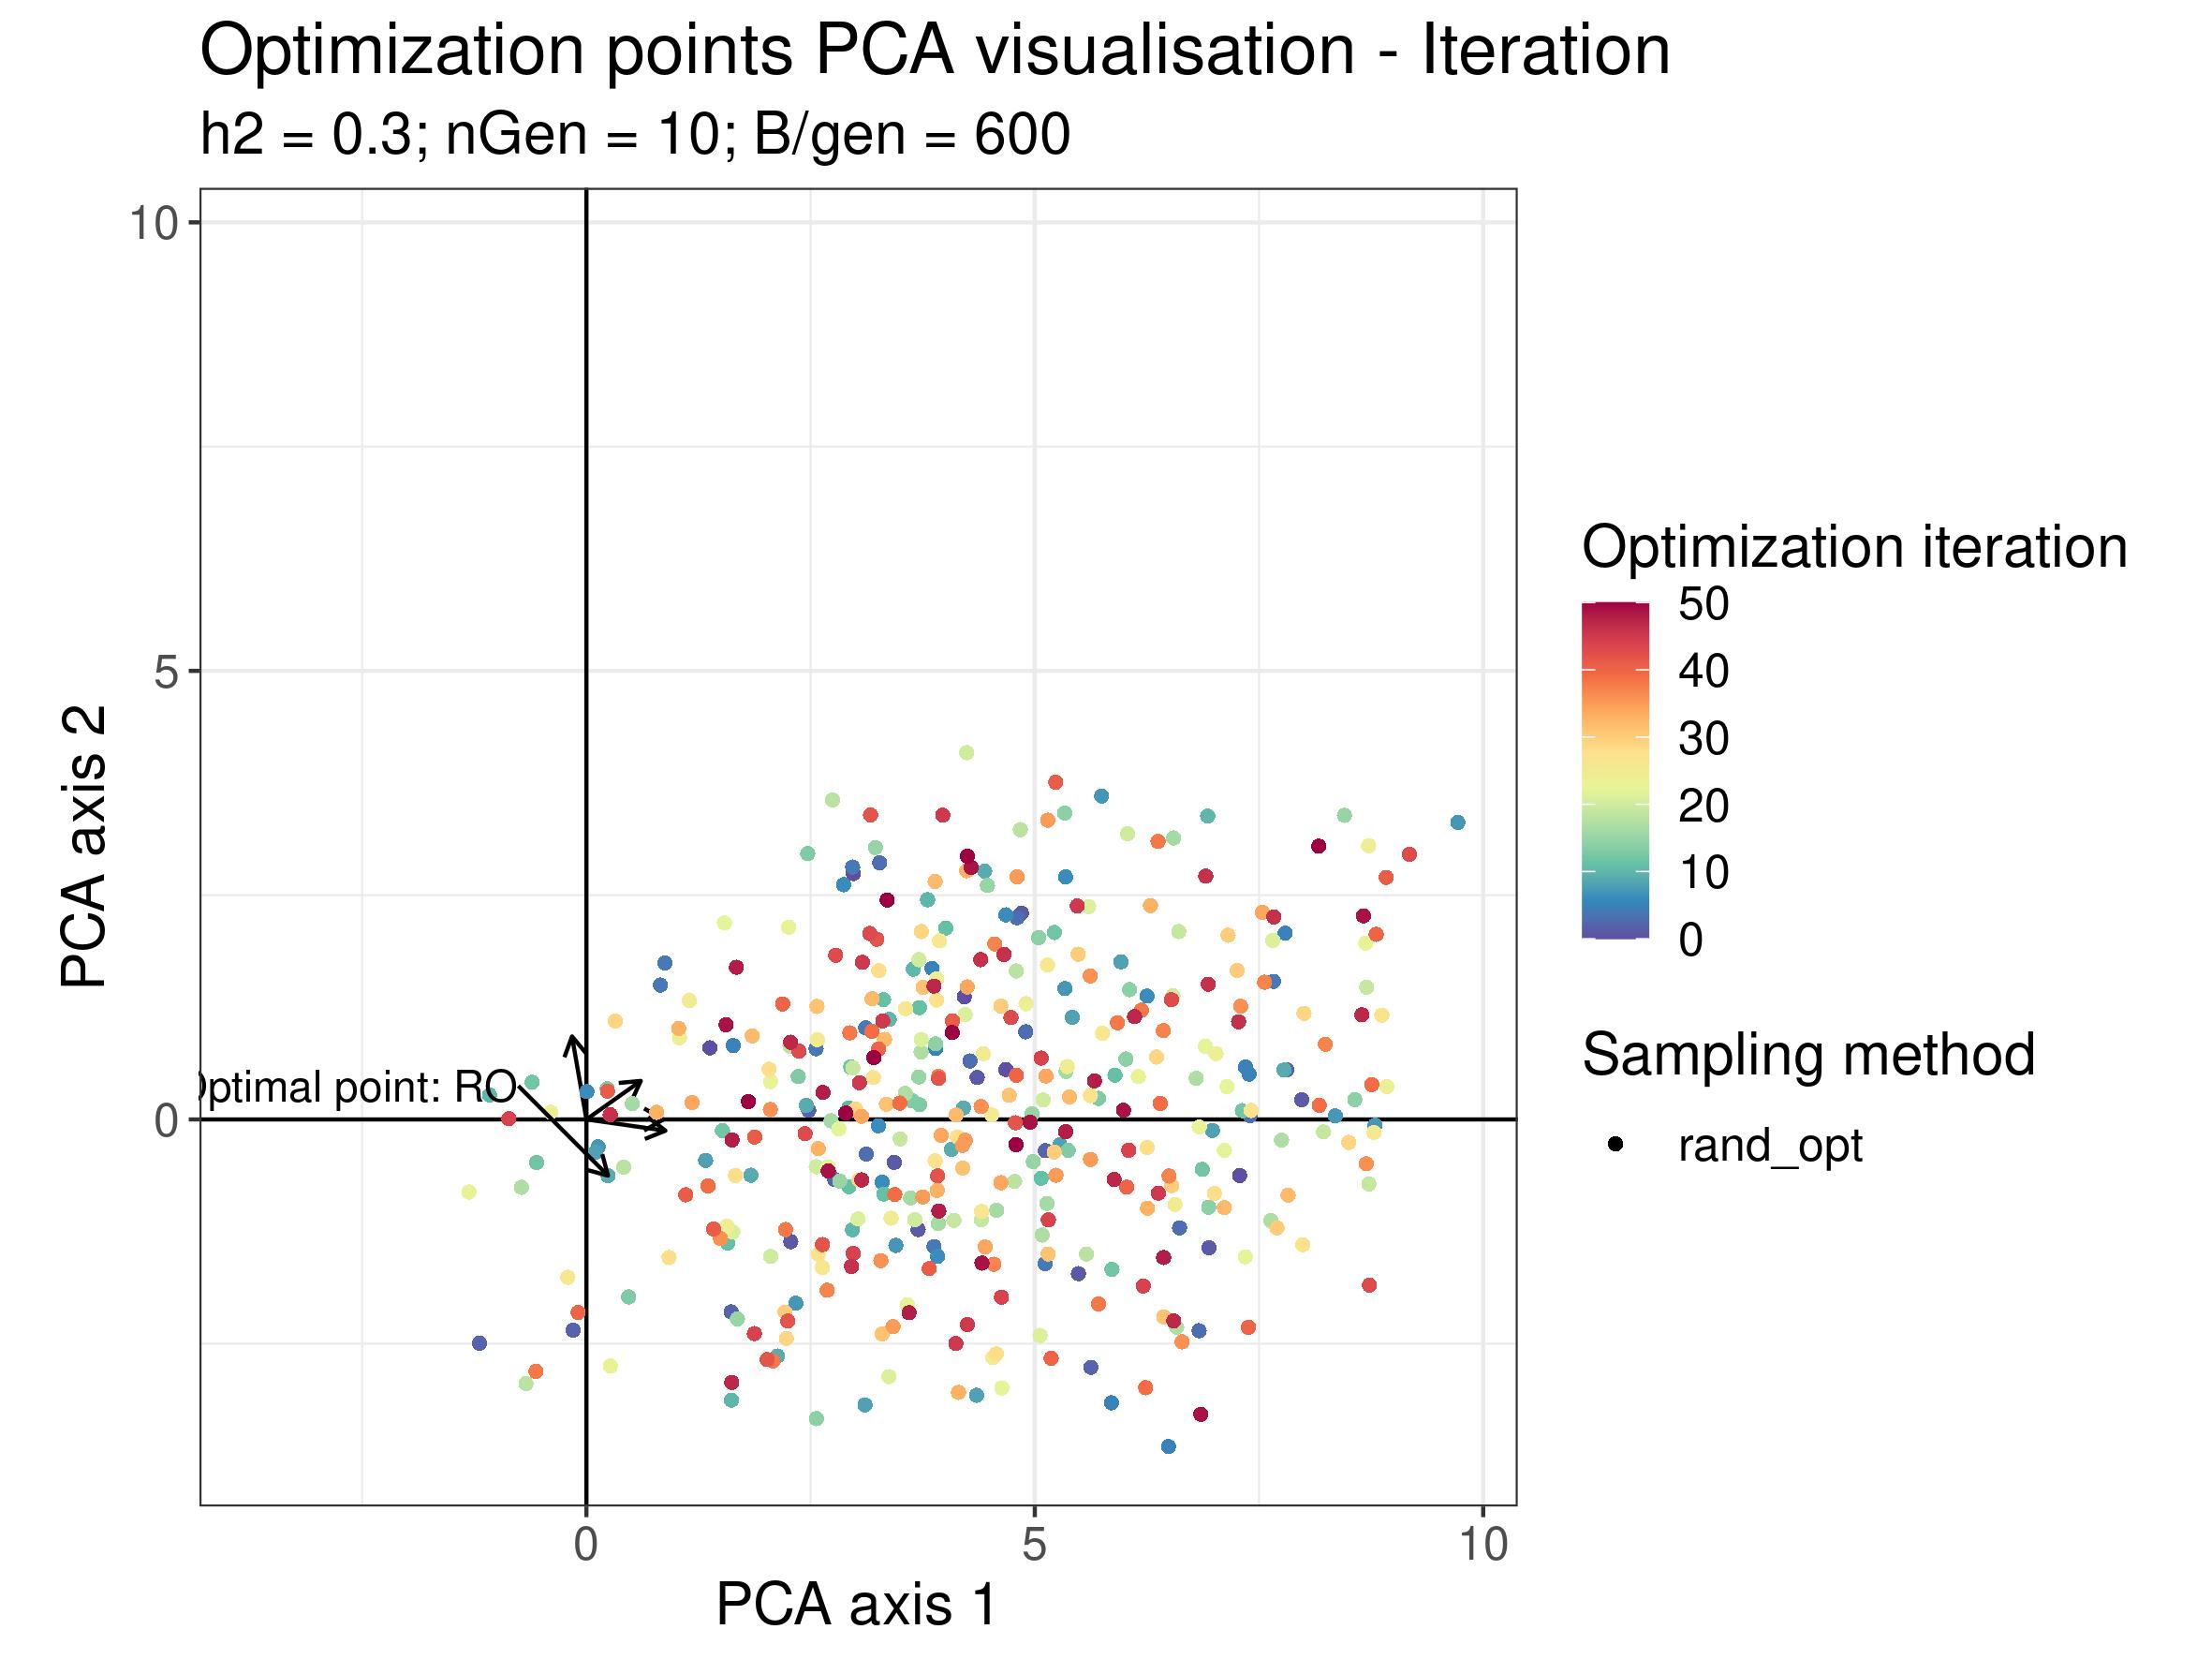 Optimization points PCA visualisation - Iteration
h2 = 0.3; nGen = 10; B/gen = 600
10
5
0
PCA axis 2
ptimal point: RO
0
5
10
PCA axis 1
Optimization iteration
50
40
30
20
10
0
Sampling method
rand_opt